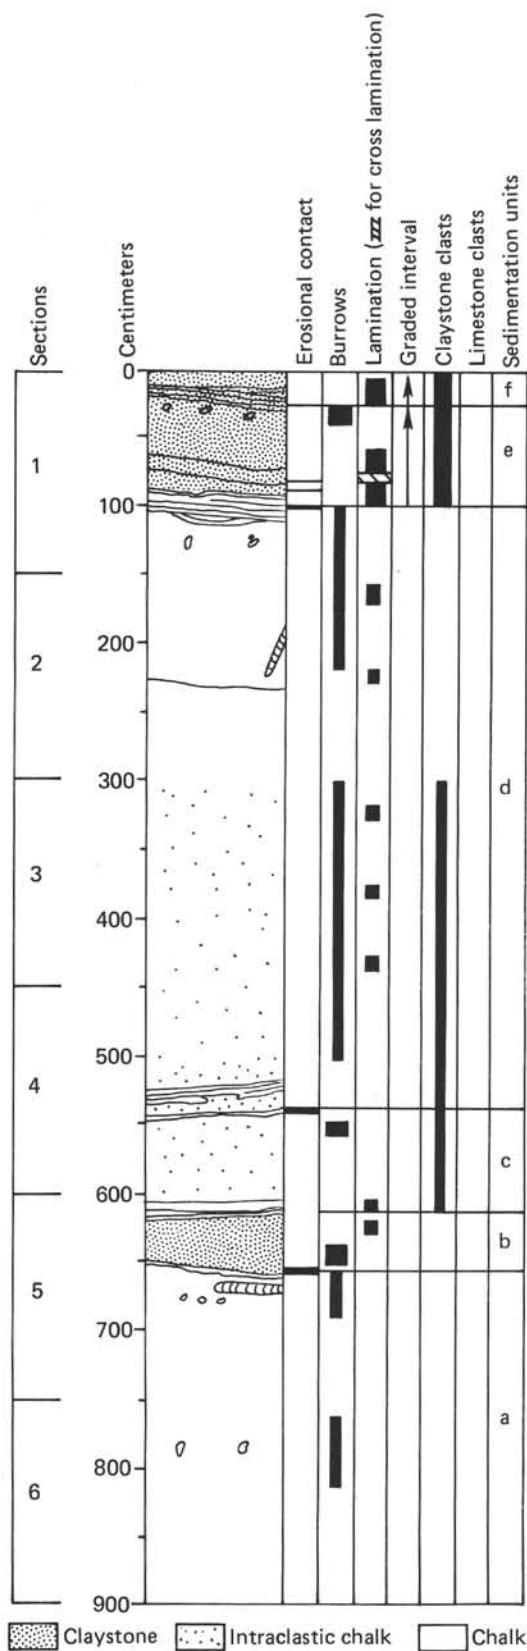 Sections
Centimeters
Erosional contact
Burrows
Lamination (zzz for cross lamination)
Graded interval
Claystone clasts
Limestone clasts
Sedimentation units
0
f
e
1
100
200
2
300
d
3
400
500
4
c
600
b
5
700
a
800
6
900
Claystone
Intraclastic chalk
Chalk